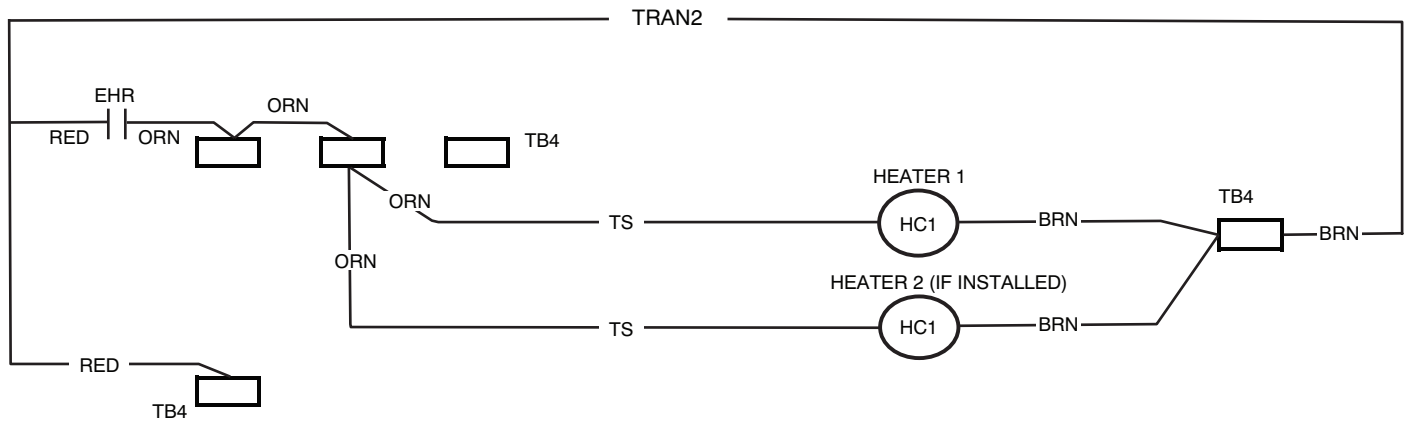 TRAN2
EHR
ORN
RED
ORN
TB4
HEATER 1
TB4
ORN
TS
HC1
BRN
BRN
ORN
HEATER 2 (IF INSTALLED)
TS
HC1
BRN
RED
TB4